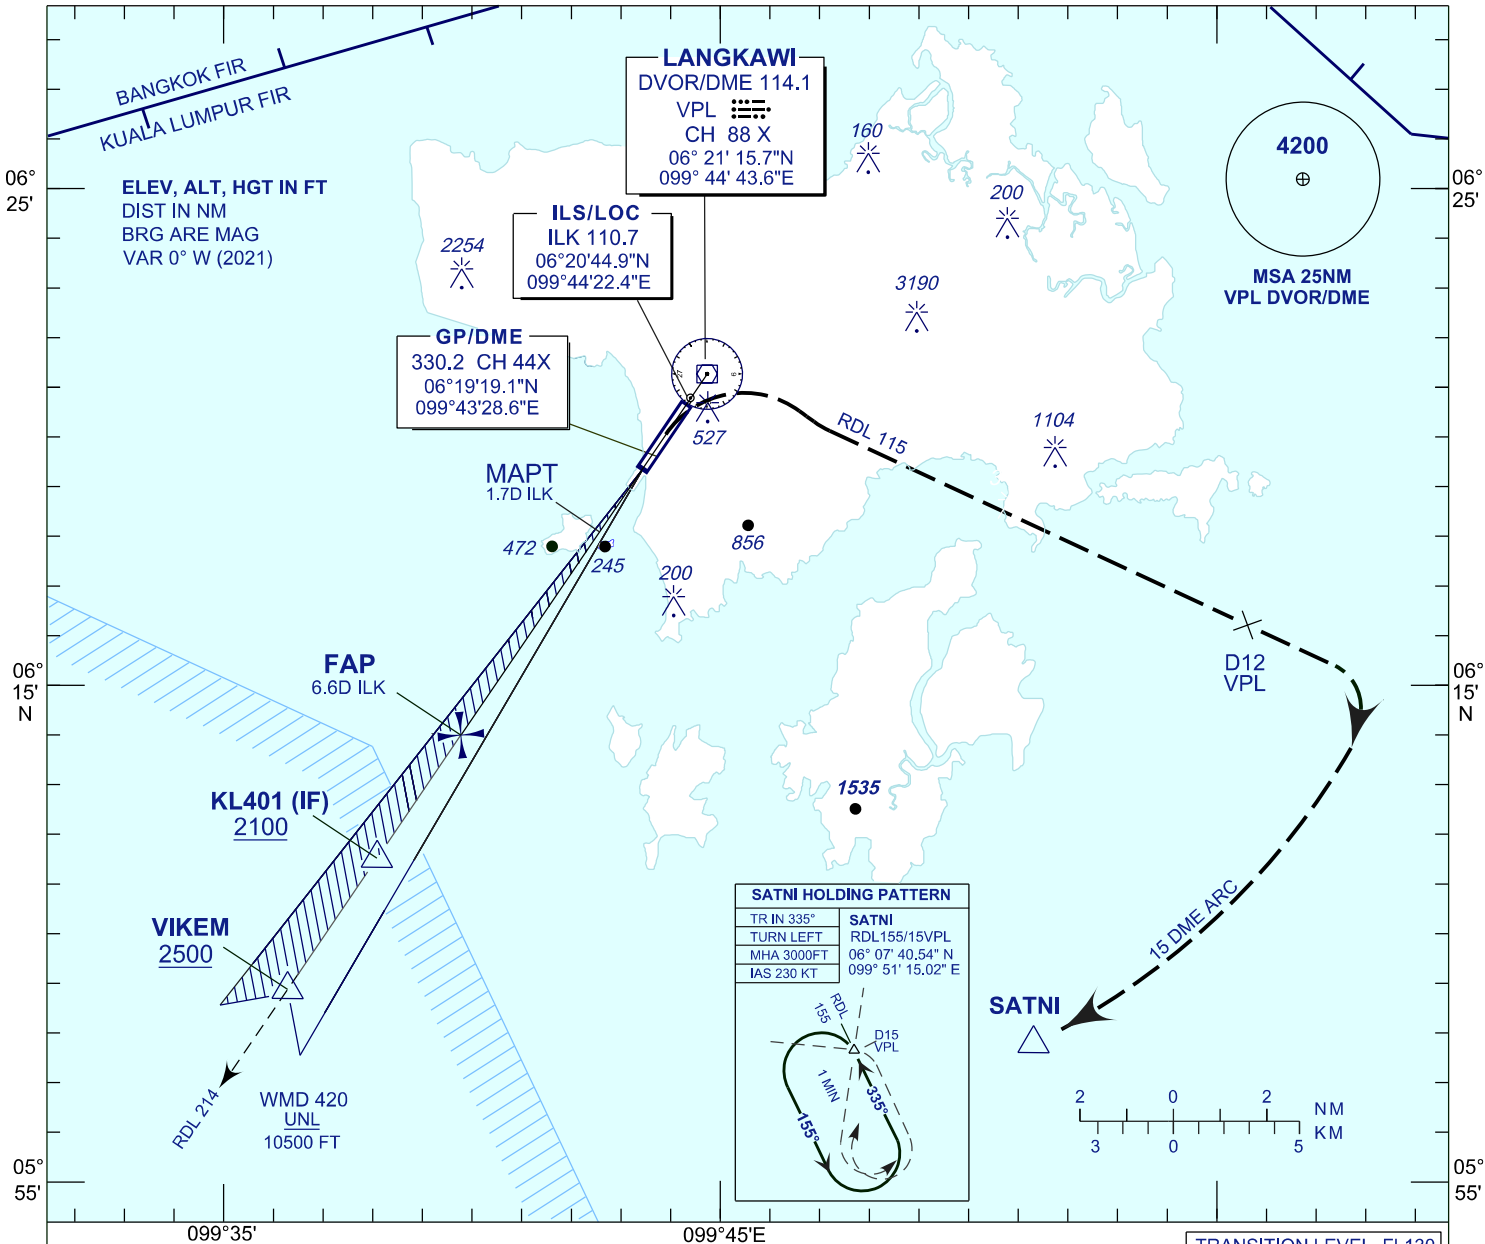 BANGKOK FIR
KUALA LUMPUR FIR
ELEV, ALT, HGT IN FT
DIST IN NM
BRG ARE MAG
VAR 0° W (2021)
LANGKAWI
DVOR/DME 114.1
VPL
CH 88 X
06° 21' 15.7"N
099° 44' 43.6"E
ILS/LOC
ILK 110.7
06°20'44.9"N
099°44'22.4"E
GP/DME
330.2 CH 44X
06°19'19.1"N
099°43'28.6"E
4200
MSA 25NM
VPL DVOR/DME
06°
25'
06°
25'
160
200
2254
3190
27
9
527
1104
RDL 115
MAPT
1.7D ILK
472
245
856
200
FAP
6.6D ILK
06°
15'
N
06°
15'
N
D12
VPL
KL401 (IF)
2100
1535
VIKEM
2500
15 DME ARC
SATNI
RDL 214
WMD 420
UNL
10500 FT
SATNI HOLDING PATTERN
TR IN 335°
TURN LEFT
MHA 3000FT
IAS 230 KT
SATNI
RDL155/15VPL
06° 07' 40.54" N
099° 51' 15.02" E
RDL
155
D15
VPL
1 MIN
335°
155°
2 0 2 NM
3 0 5 KM
05°
55'
05°
55'
099°35'
099°45'E
TRANSITION LEVEL FL130